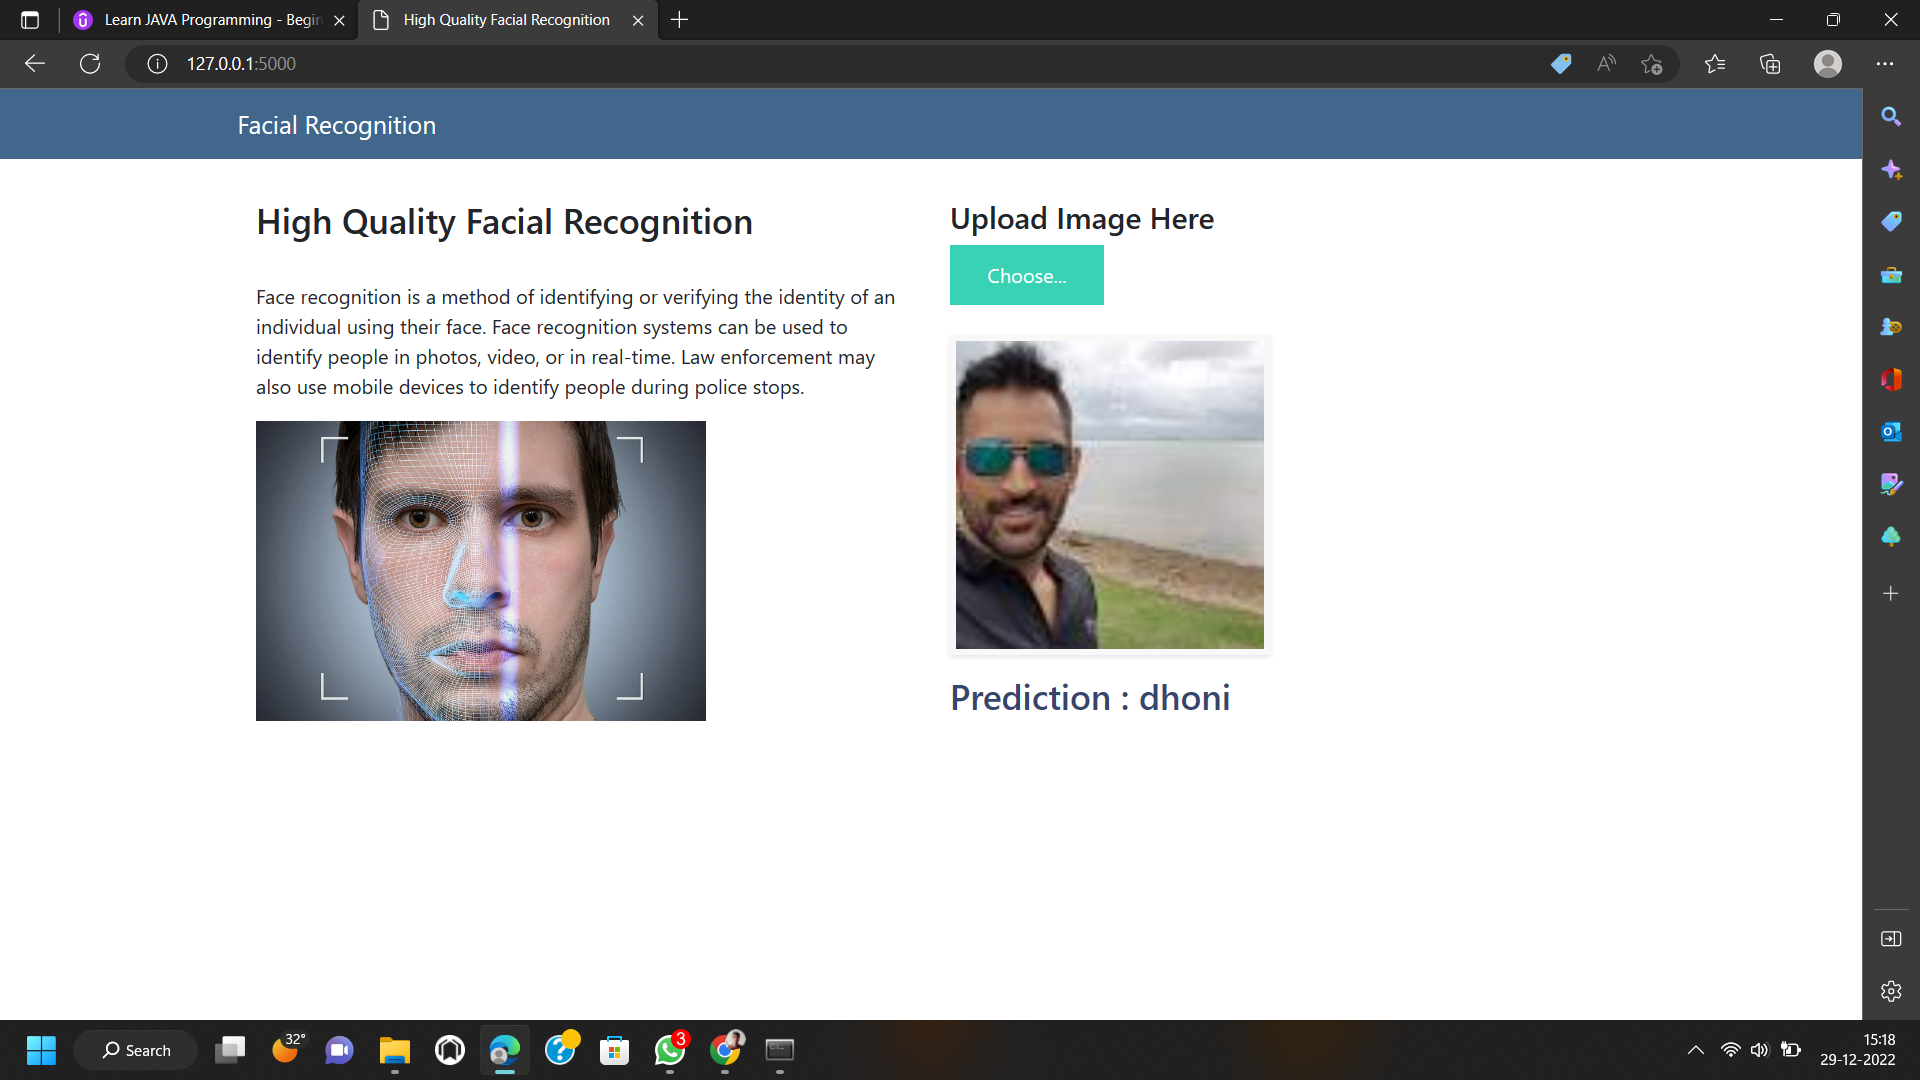 Learn JAVA Programming - Begin
High Quality Facial Recognition
127.0.0.1:5000
Facial Recognition
High Quality Facial Recognition
Face recognition is a method of identifying or verifying the identity of an
individual using their face. Face recognition systems can be used to
identify people in photos, video, or in real-time. Law enforcement may
also use mobile devices to identify people during police stops.
Upload Image Here
Choose...
Prediction : dhoni
Search
32°
3
15:18
29-12-2022